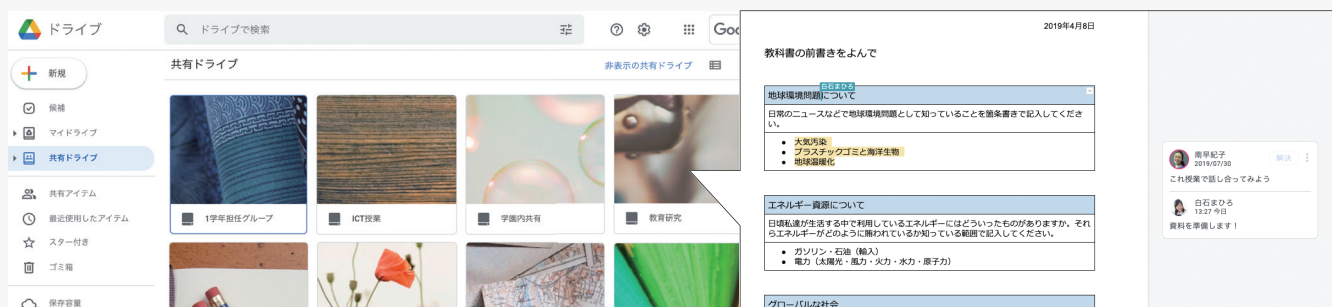 ドライブ
ドライブで検索
Goo
新規
候補
マイドライブ
共有ドライブ
共有アイテム
最近使用したアイテム
スター付き
ゴミ箱
保存容量
共有ドライブ
非表示の共有ドライブ
1学年担任グループ
ICT授業
学園内共有
教育研究
2019年4月8日
教科書の前書きをよんで
白石まひろ
地球環境問題について
日常のニュースなどで地球環境問題として知っていることを箇条書きで記入してくださ
い。
● 大気汚染
● プラスチックゴミと海洋生物
● 地球温暖化
エネルギー資源について
日頃私達が生活する中で利用しているエネルギーにはどういったものがありますか。それ
らエネルギーがどのように賄われているか知っている範囲で記入してください。
● ガソリン・石油（輸入）
● 電力（太陽光・風力・火力・水力・原子力）
グローバルな社会
南早紀子
2019/07/30
解決
これ授業で話し合ってみよう
白石まひろ
13:27 今日
資料を準備します！